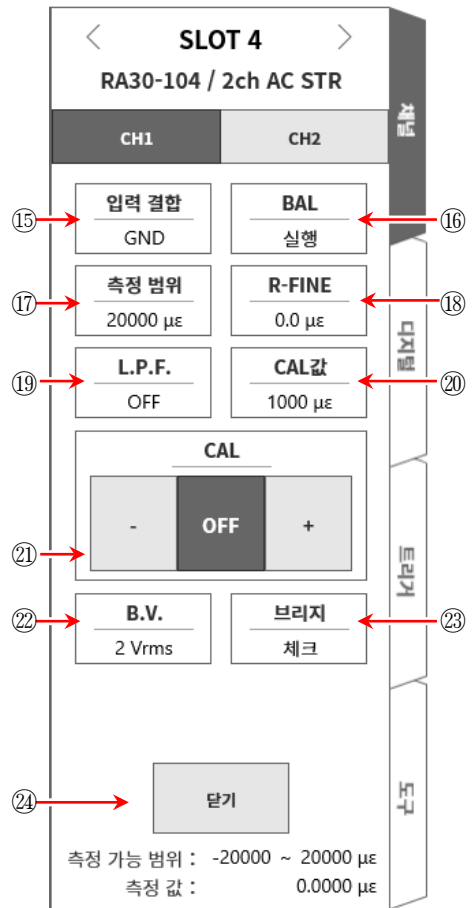 < SLOT 4 >
RA30-104 / 2ch AC STR
CH1 CH2
채널
⑮ 입력 결합 BAL ⑯
GND 실행
⑰ 측정 범위 R-FINE ⑱
20000 με 0.0 με
디지털
⑲ L.P.F. CAL값 ⑳
OFF 1000 με
CAL
㉑ - OFF +
트리거
㉒ B.V. 브리지 ㉓
2 Vrms 체크
도구
㉔ 닫기
측정 가능 범위 : -20000 ~ 20000 με
측정 값 : 0.0000 με